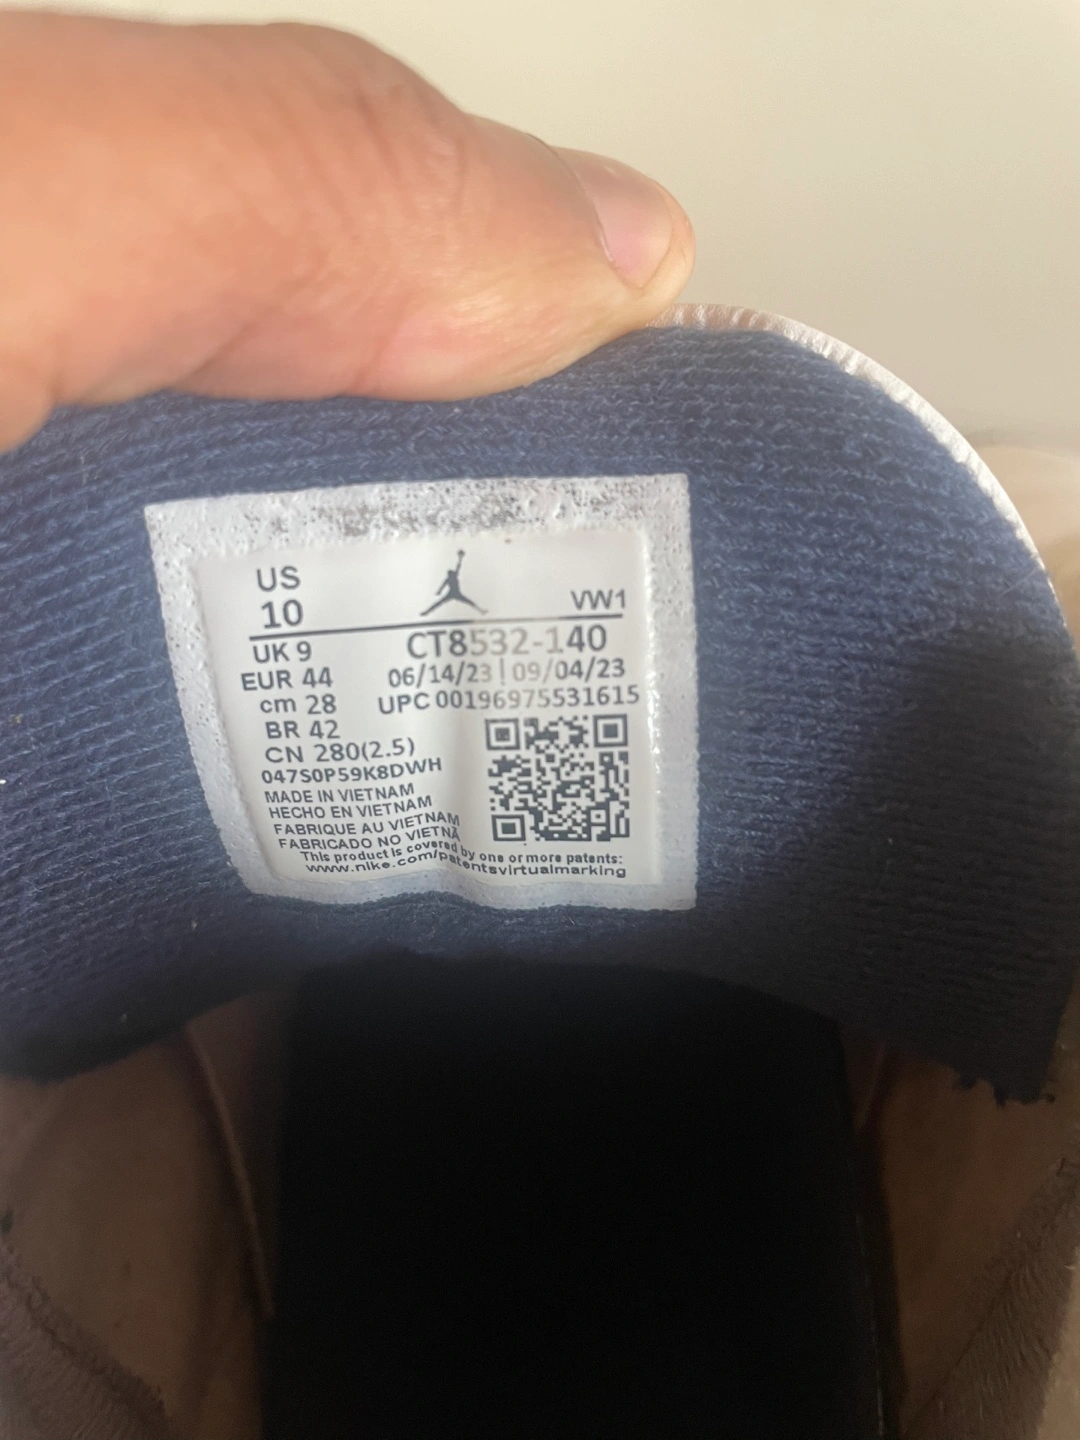 US
10
VW1
UK 9
CT8532-140
EUR 44
06/14/23 | 09/04/23
cm 28
UPC 00196975531615
BR 42
CN 280(2.5)
047S0P59K8DWH
MADE IN VIETNAM
HECHO EN VIETNAM
FABRIQUE AU VIETNAM
FABRICADO NO VIETNÃ
This product is covered by one or more patents:
www.nike.com/patentsvirtualmarking